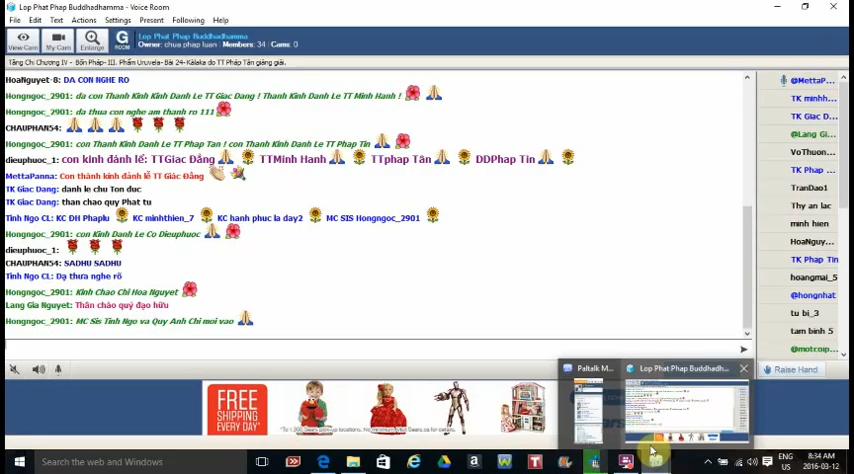 Lop Phat Phap Buddhadhamma - Voice Room
File Edit Text Actions Settings Present Favorites Help
View Cam My Cam Enlarge G ROOM
Lop Phat Phap Buddhadhamma
Owner: chua phap luan : Members: 34 : Cams: 0
Tăng Chi Chương IV - Bốn Pháp- III. Phẩm Uruvela- Bài 24-Kàlaka do TT Pháp Tân giảng giải.
HoaNguyet-8: DA CON NGHE RO
Hongngoc_2901: da con Thanh Kinh Kinh Danh Le TT Giac Dang ! Thanh Kinh Danh Le TT Minh Hanh !
Hongngoc_2901: da thua con nghe am thanh ro 111
CHAUPHAN54:
Hongngoc_2901: con Thanh Kinh Danh Le TT Phap Tan ! con Thanh Kinh Danh Le TT Phap Tin
dieuphuoc_1: con kinh đảnh lễ: TTGiac Đẳng TTMinh Hanh TTphap Tân DDPhap Tin
MettaPanna: Con thành kính đảnh lễ TT Giác Đẳng
TK Giac Dang: danh le chu Ton duc
TK Giac Dang: than chao quy Phat tu
Tinh Ngo CL: KC DH Phaplu KC minhthien_7 KC hanh phuc la day2 MC SIS Hongngoc_2901
Hongngoc_2901: con Kinh Danh Le Co Dieuphuoc
dieuphuoc_1:
CHAUPHAN54: SADHU SADHU
Tinh Ngo CL: Dạ thưa nghe rõ
Hongngoc_2901: Kinh Chao Chi Hoa Nguyet
Lang Gia Nguyet: Thân chào quý đạo hữu
Hongngoc_2901: MC Sis Tinh Ngo va Quy Anh Chi moi vao
@MettaP...
TK minhh...
TK Giac D...
@Lang Gi...
VoThuon...
TK Phap ...
TranDao1
Thy an lac
minh hien
HoaNguy...
TK Phap Tin
hoangmai_5
@hongnhat
tu bi_3
tam binh 5
@motcoip...
Raise Hand
Paltalk M...
Lop Phat Phap Buddhadh...
FREE
SHIPPING
EVERY
DAY!
Search the web and Windows
ENG
US
8:34 AM
2016-03-12